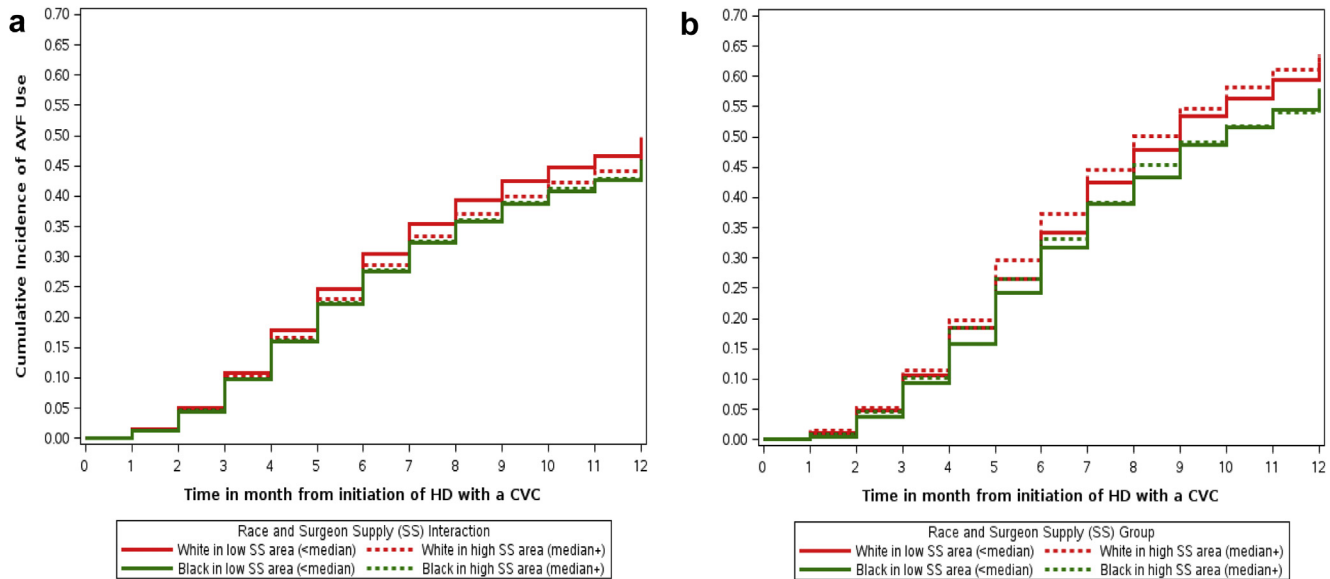 a
Cumulative Incidence of AVF Use
0.70
0.65
0.60
0.55
0.50
0.45
0.40
0.35
0.30
0.25
0.20
0.15
0.10
0.05
0.00
0 1 2 3 4 5 6 7 8 9 10 11 12
Time in month from initiation of HD with a CVC
Race and Surgeon Supply (SS) Interaction
White in low SS area (<median) White in high SS area (median+)
Black in low SS area (<median) Black in high SS area (median+)
b
0.70
0.65
0.60
0.55
0.50
0.45
0.40
0.35
0.30
0.25
0.20
0.15
0.10
0.05
0.00
0 1 2 3 4 5 6 7 8 9 10 11 12
Time in month from initiation of HD with a CVC
Race and Surgeon Supply (SS) Group
White in low SS area (<median) White in high SS area (median+)
Black in low SS area (<median) Black in high SS area (median+)